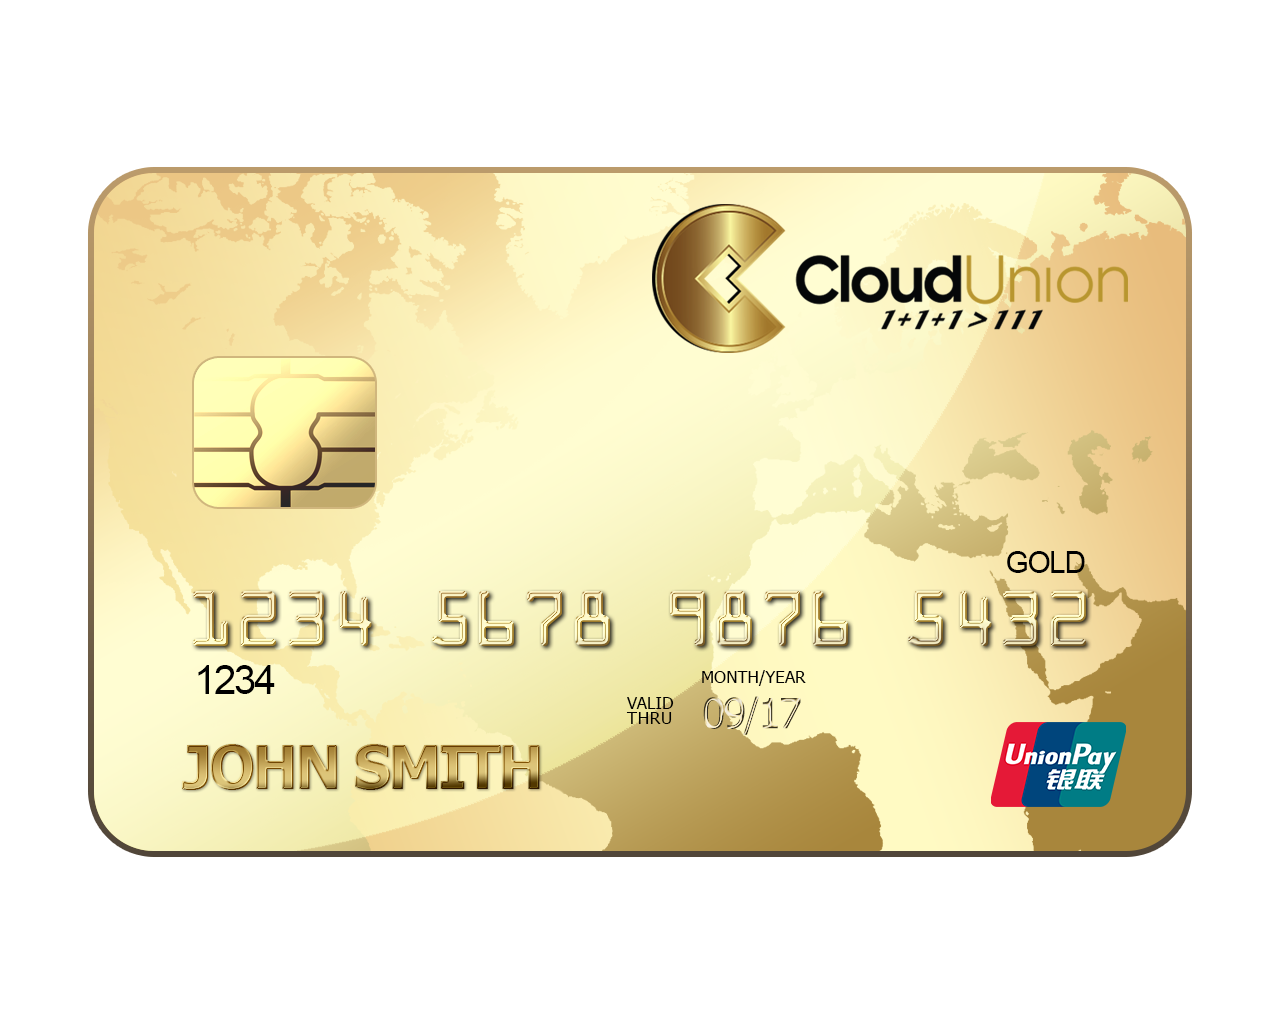 CloudUnion
1+1+1>111
GOLD
1234 5678 9876 5432
1234
MONTH/YEAR
VALID
THRU
09/17
JOHN SMITH
UnionPay
银联